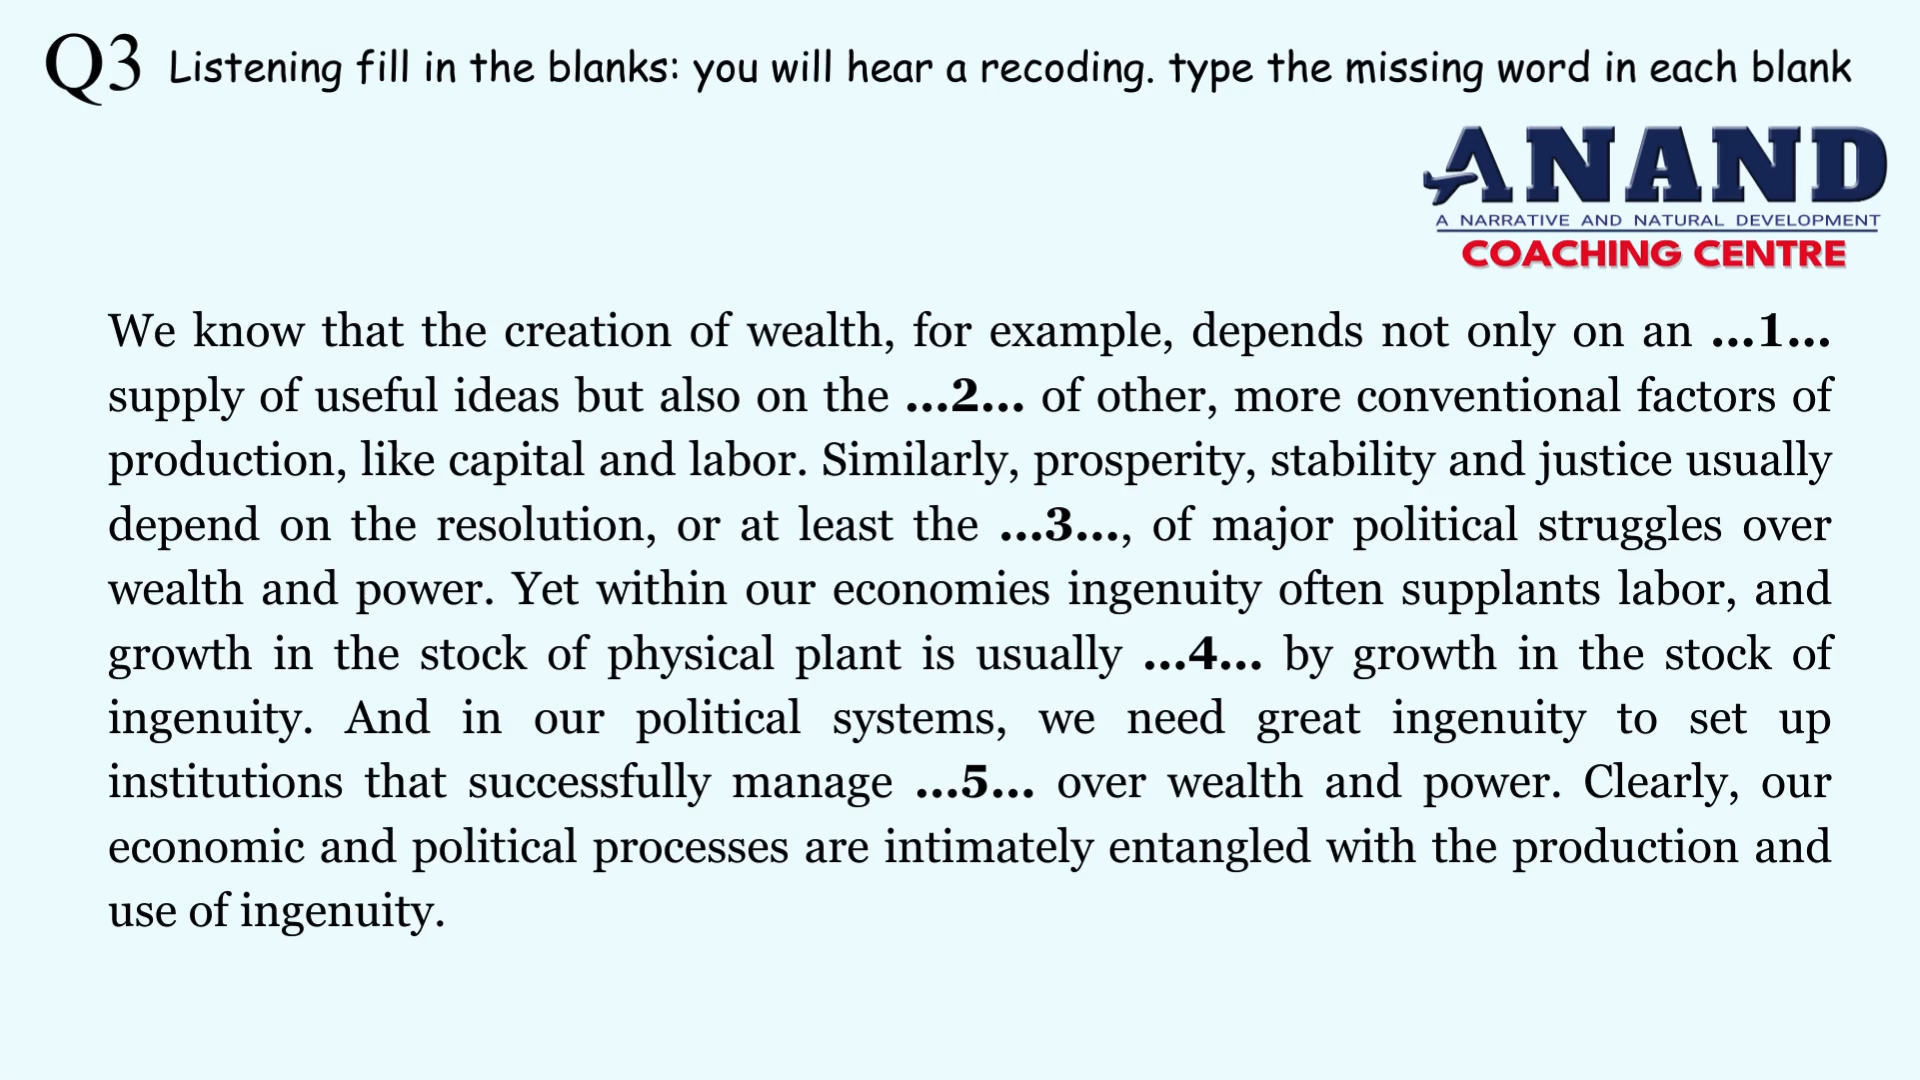 Q3 Listening fill in the blanks: you will hear a recoding. type the missing word in each blank
ANAND
A NARRATIVE AND NATURAL DEVELOPMENT
COACHING CENTRE
We know that the creation of wealth, for example, depends not only on an ...1...
supply of useful ideas but also on the ...2... of other, more conventional factors of
production, like capital and labor. Similarly, prosperity, stability and justice usually
depend on the resolution, or at least the ...3..., of major political struggles over
wealth and power. Yet within our economies ingenuity often supplants labor, and
growth in the stock of physical plant is usually ...4... by growth in the stock of
ingenuity. And in our political systems, we need great ingenuity to set up
institutions that successfully manage ...5... over wealth and power. Clearly, our
economic and political processes are intimately entangled with the production and
use of ingenuity.